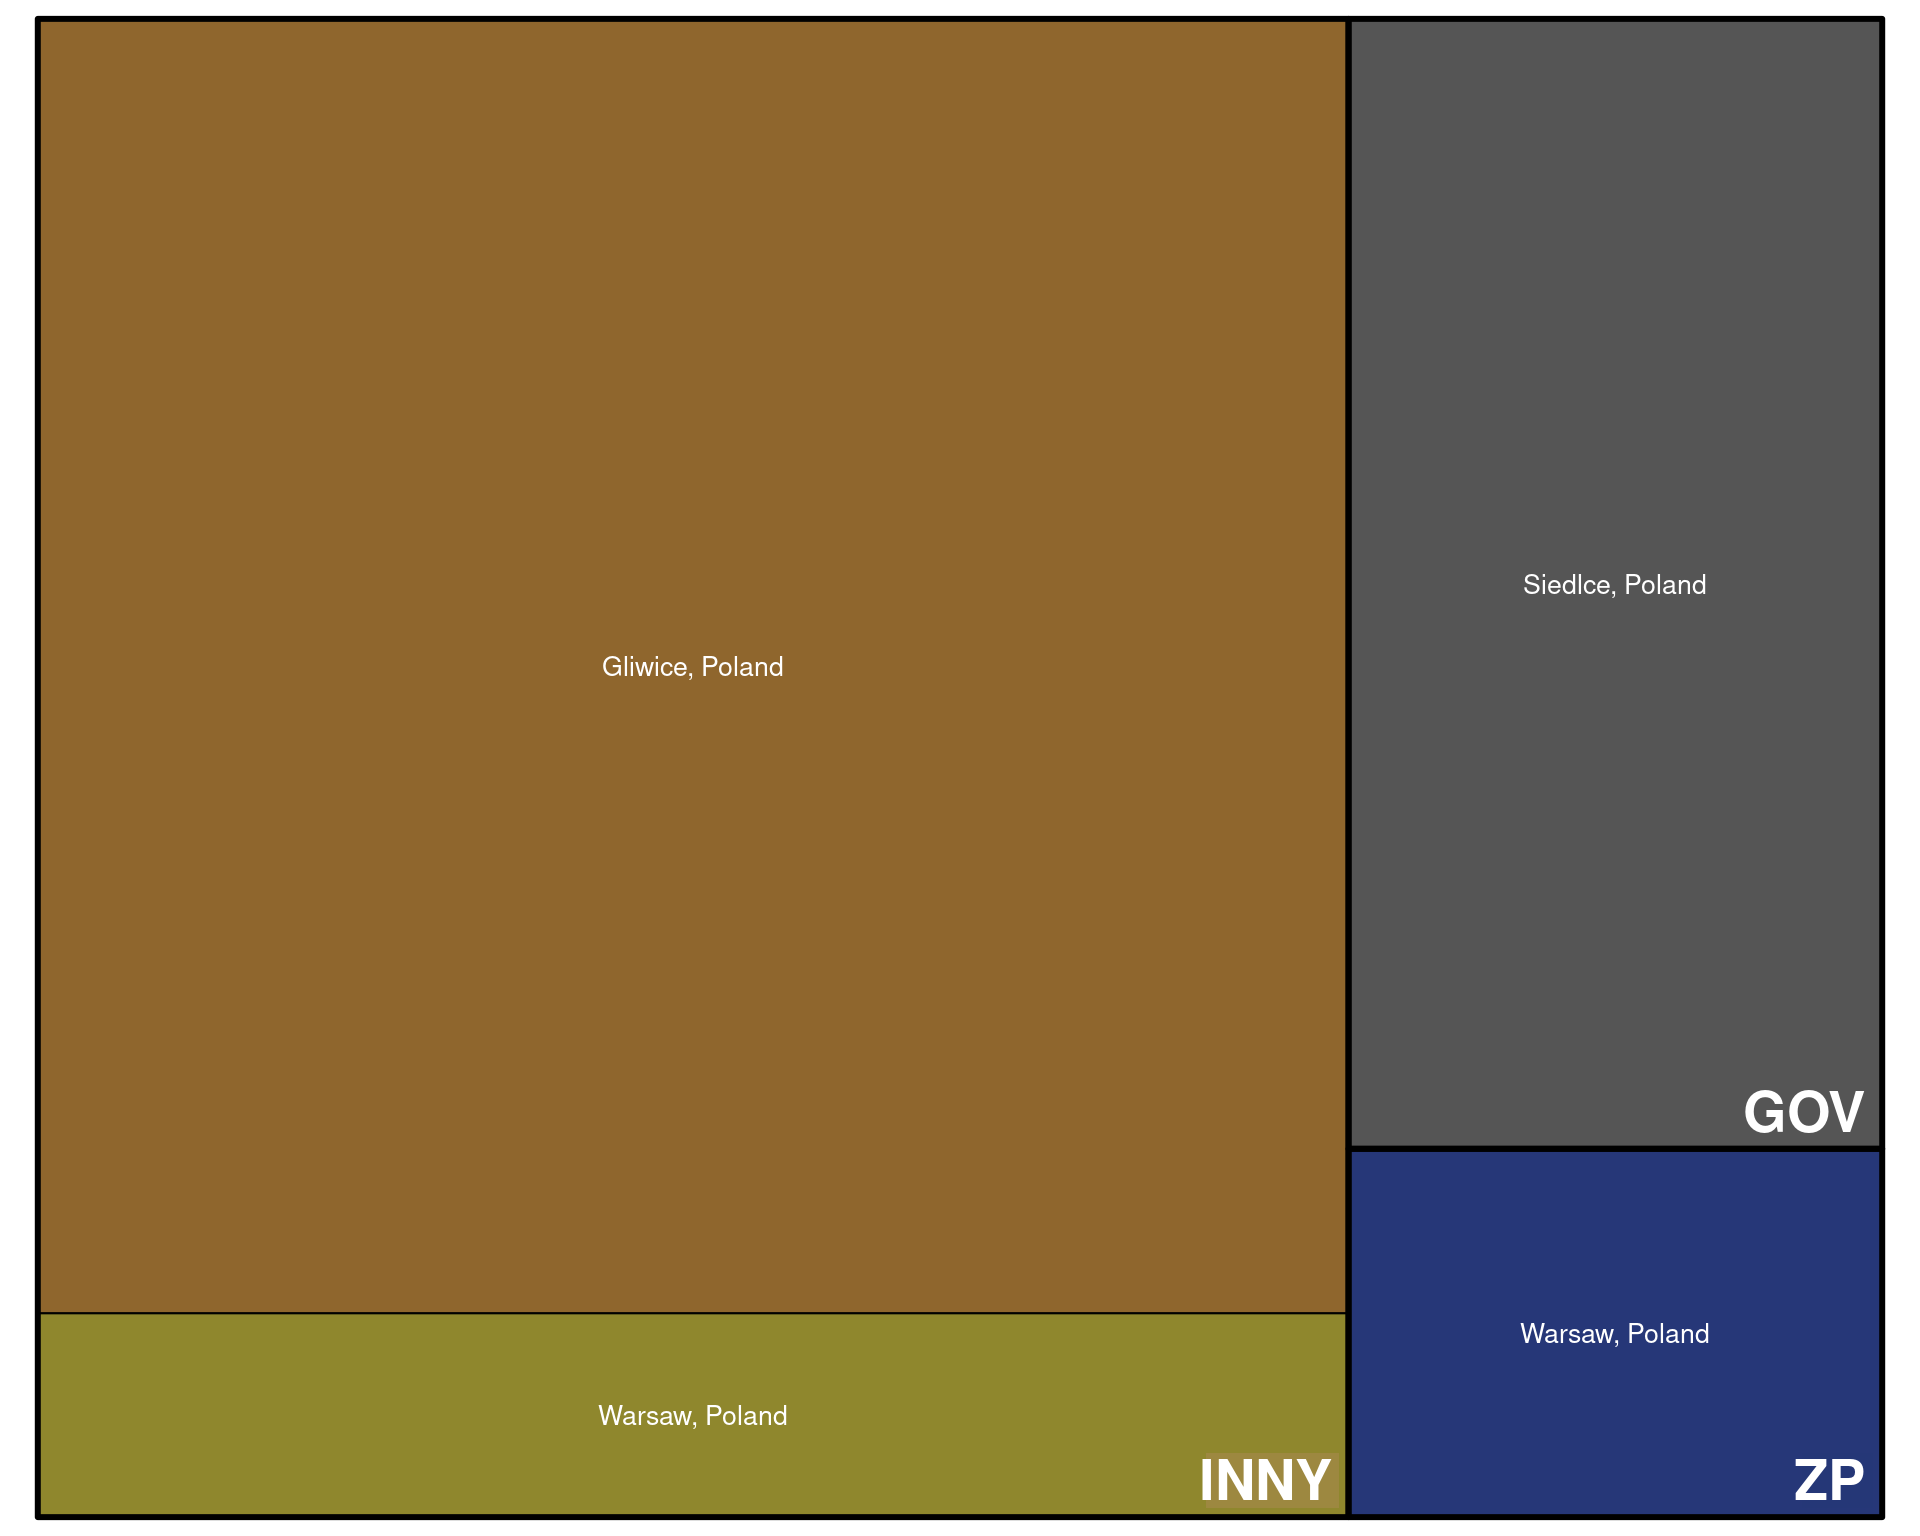 Gliwice, Poland
Warsaw, Poland
INNY
Siedlce, Poland
GOV
Warsaw, Poland
ZP